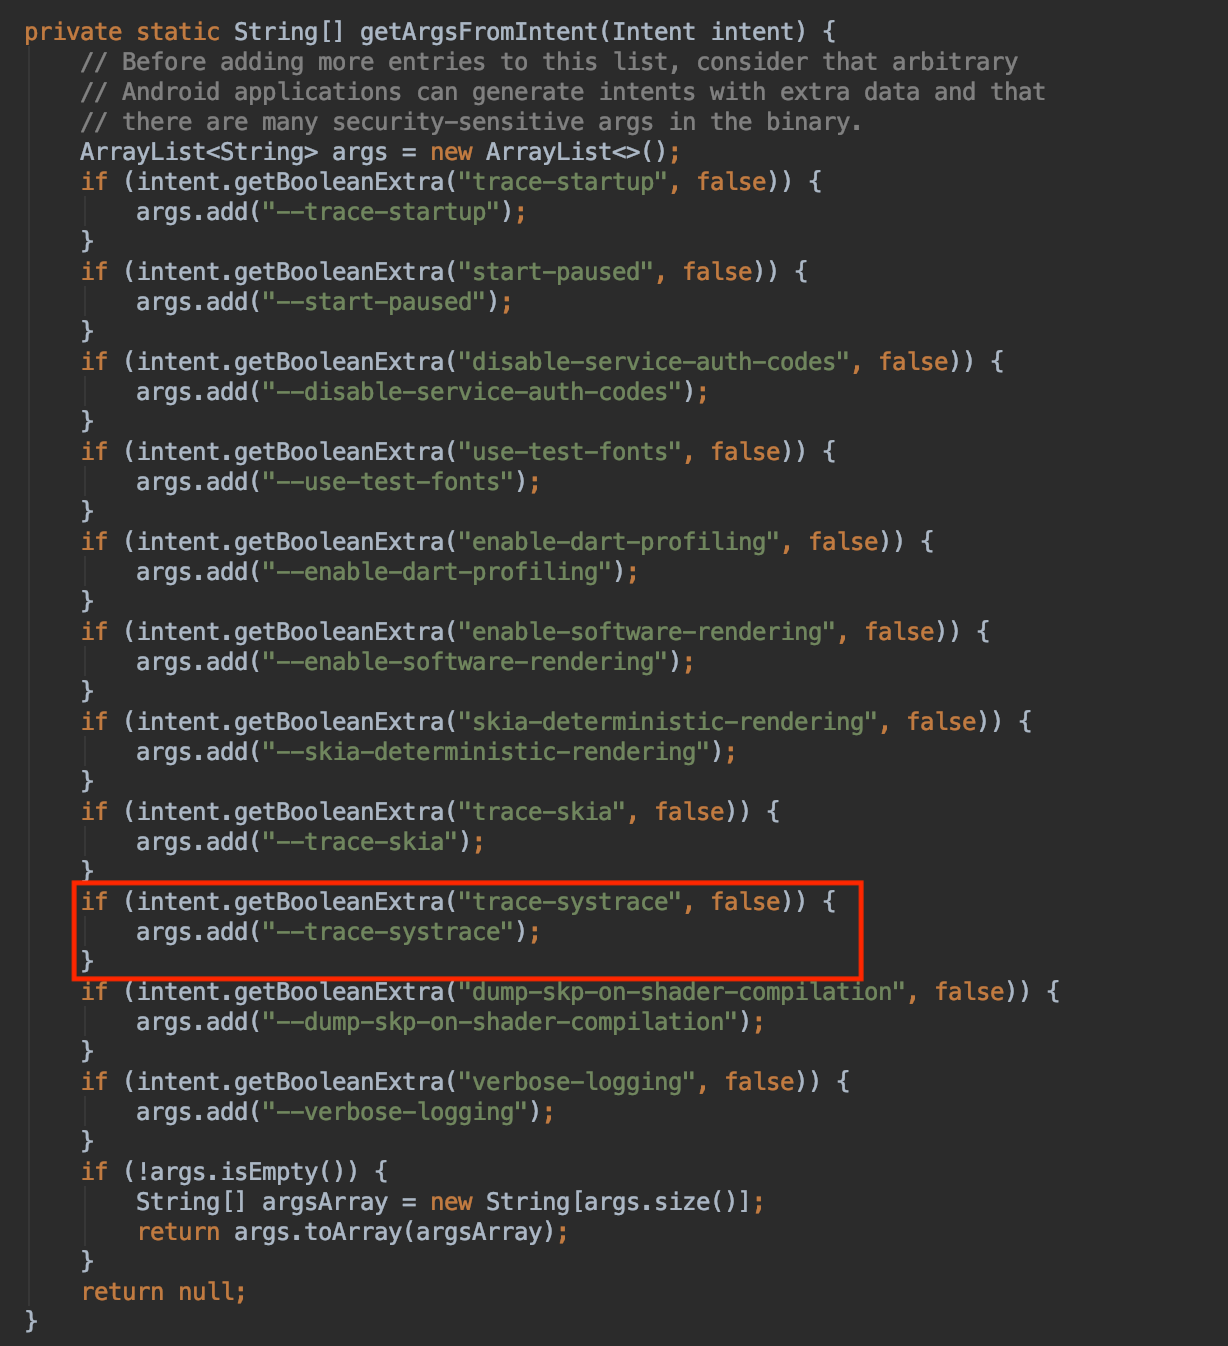 private static String[] getArgsFromIntent(Intent intent) {
    // Before adding more entries to this list, consider that arbitrary
    // Android applications can generate intents with extra data and that
    // there are many security-sensitive args in the binary.
    ArrayList<String> args = new ArrayList<>();
    if (intent.getBooleanExtra("trace-startup", false)) {
        args.add("--trace-startup");
    }
    if (intent.getBooleanExtra("start-paused", false)) {
        args.add("--start-paused");
    }
    if (intent.getBooleanExtra("disable-service-auth-codes", false)) {
        args.add("--disable-service-auth-codes");
    }
    if (intent.getBooleanExtra("use-test-fonts", false)) {
        args.add("--use-test-fonts");
    }
    if (intent.getBooleanExtra("enable-dart-profiling", false)) {
        args.add("--enable-dart-profiling");
    }
    if (intent.getBooleanExtra("enable-software-rendering", false)) {
        args.add("--enable-software-rendering");
    }
    if (intent.getBooleanExtra("skia-deterministic-rendering", false)) {
        args.add("--skia-deterministic-rendering");
    }
    if (intent.getBooleanExtra("trace-skia", false)) {
        args.add("--trace-skia");
    }
    if (intent.getBooleanExtra("trace-systrace", false)) {
        args.add("--trace-systrace");
    }
    if (intent.getBooleanExtra("dump-skp-on-shader-compilation", false)) {
        args.add("--dump-skp-on-shader-compilation");
    }
    if (intent.getBooleanExtra("verbose-logging", false)) {
        args.add("--verbose-logging");
    }
    if (!args.isEmpty()) {
        String[] argsArray = new String[args.size()];
        return args.toArray(argsArray);
    }
    return null;
}